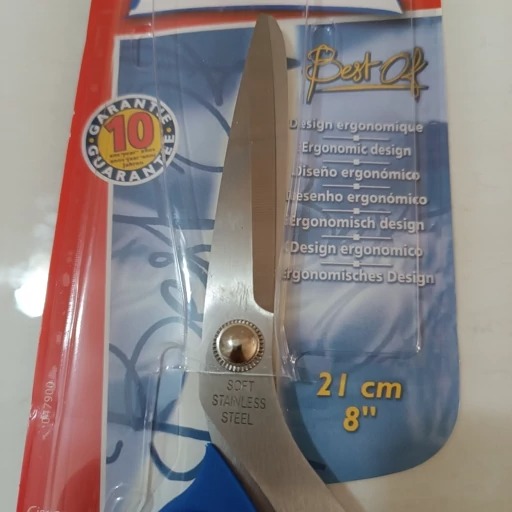 Best Of
GARANTIE
10
GUARANTEE
Design ergonomique
Ergonomic design
Diseño ergonómico
Desenho ergonómico
Ergonomisch design
Design ergonomico
Ergonomisches Design
21 cm
8"
SOFT
STAINLESS
STEEL